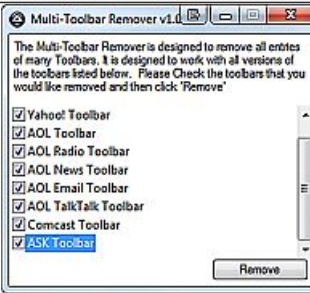 Multi-Toolbar Remover v1.0
The Multi-Toolbar Remover is designed to remove all entries
of many Toolbars. It is designed to work with all versions of
the toolbars listed below. Please Check the toolbars that you
would like removed and then click 'Remove'
Yahoo! Toolbar
AOL Toolbar
AOL Radio Toolbar
AOL News Toolbar
AOL Email Toolbar
AOL TalkTalk Toolbar
Comcast Toolbar
ASK Toolbar
Remove